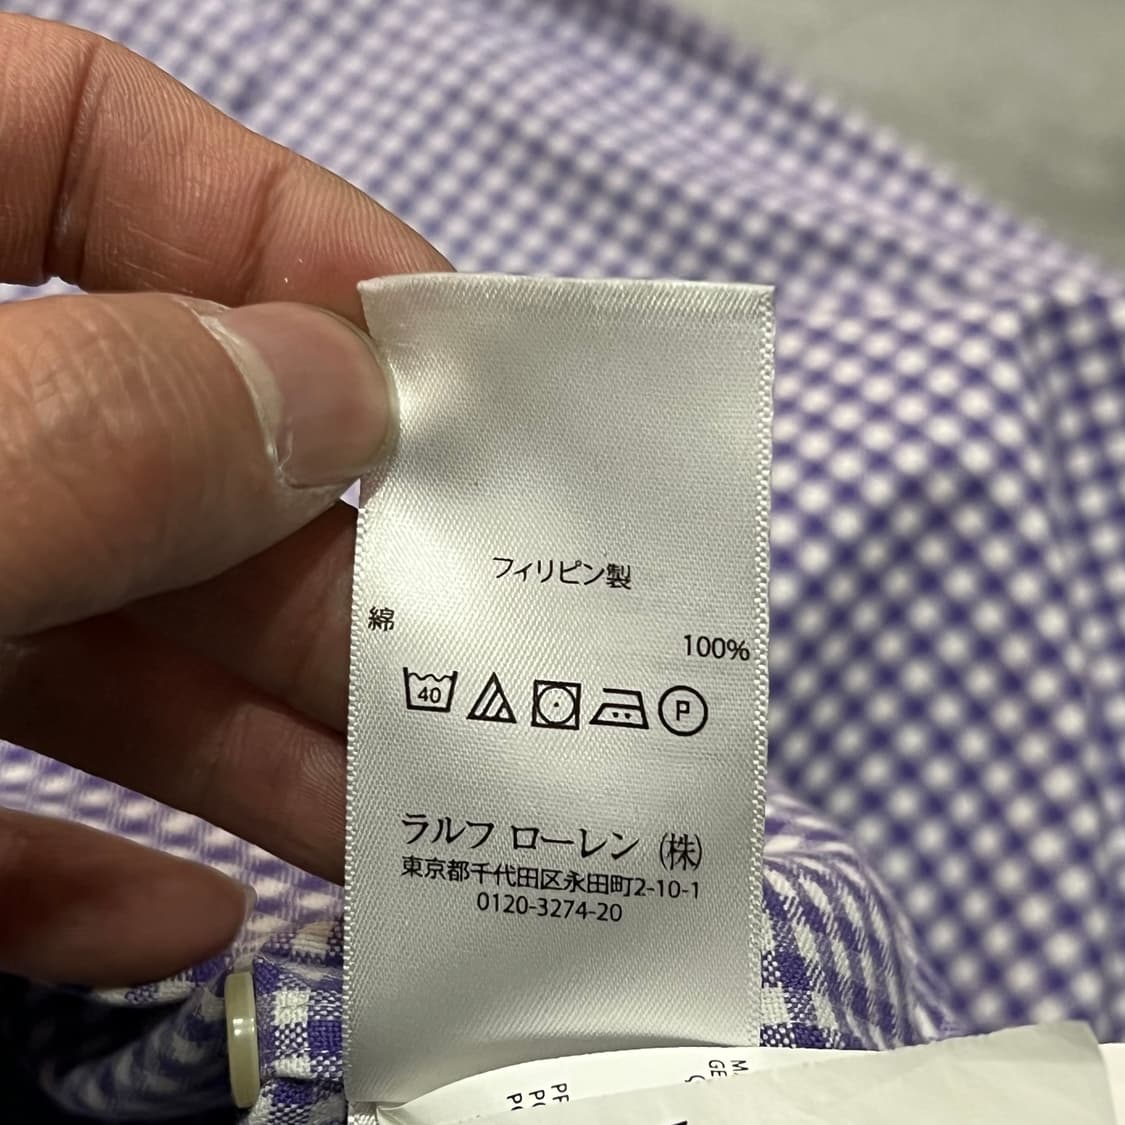 フィリピン製
綿
100%
40
P
ラルフ ローレン (株)
東京都千代田区永田町2-10-1
0120-3274-20